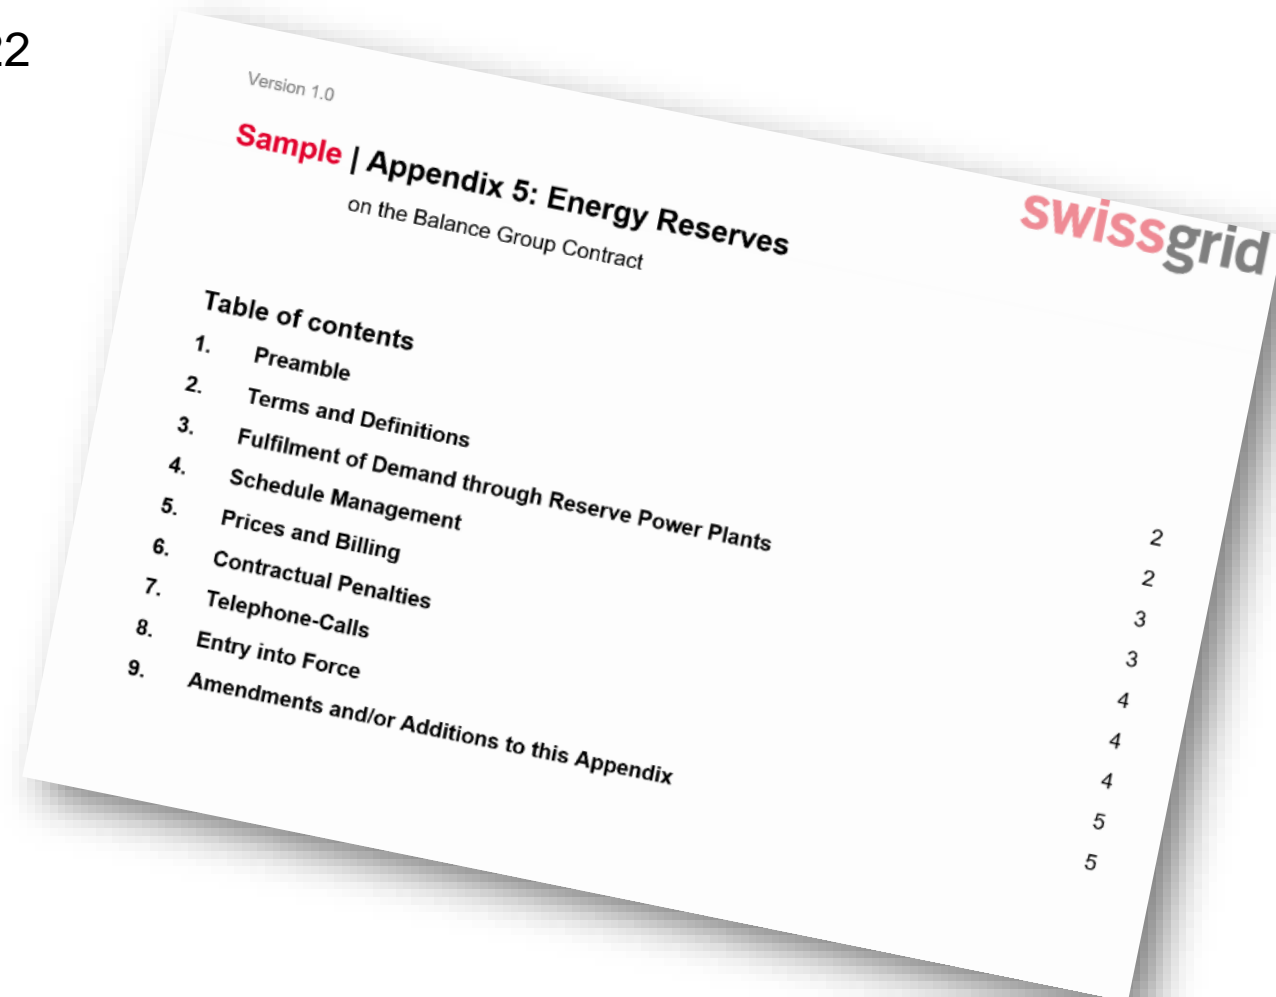 22
Version 1.0
Sample | Appendix 5: Energy Reserves
on the Balance Group Contract
swissgrid
Table of contents
1. Preamble 2
2. Terms and Definitions 2
3. Fulfilment of Demand through Reserve Power Plants 3
4. Schedule Management 3
5. Prices and Billing 4
6. Contractual Penalties 4
7. Telephone-Calls 4
8. Entry into Force 5
9. Amendments and/or Additions to this Appendix 5